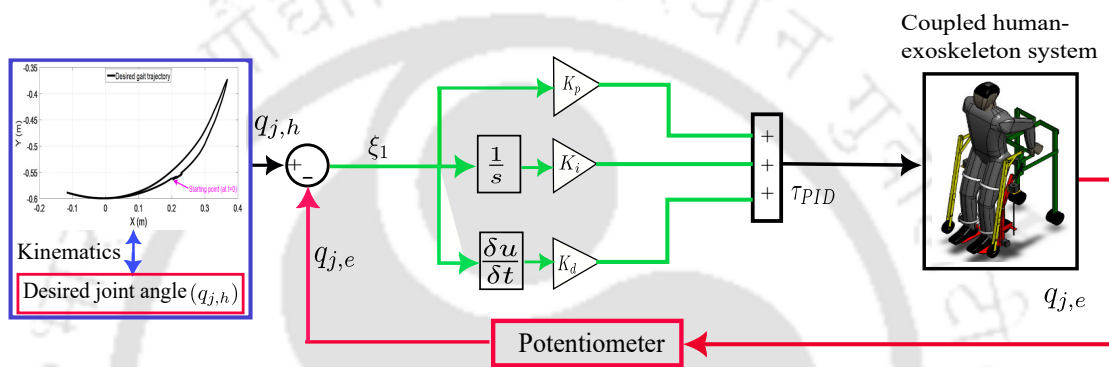 Coupled human-
exoskeleton system
Desired gait trajectory
-0.35
-0.4
-0.45
-0.5
-0.55
-0.6
Y (m)
Starting point (at t=0)
-0.2 -0.1 0 0.1 0.2 0.3 0.4
X (m)
Kinematics
Desired joint angle (q_{j,h})
q_{j,h}
+
−
ξ_1
q_{j,e}
K_p
1
s
K_i
δu
δt
K_d
+
+
+
τ_{PID}
q_{j,e}
Potentiometer